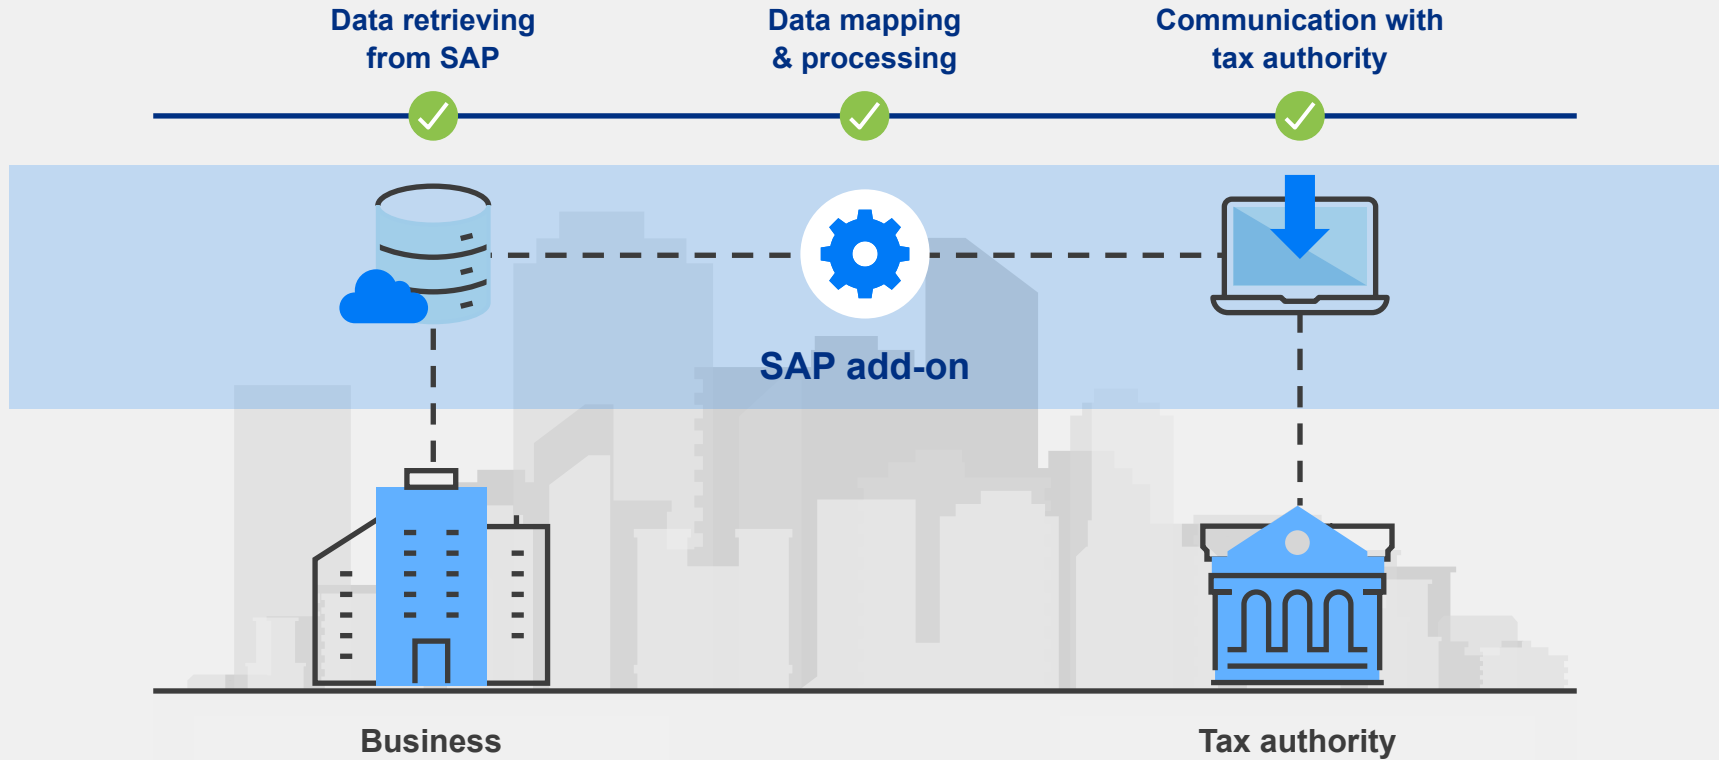 Data retrieving
from SAP
Data mapping
& processing
Communication with
tax authority
SAP add-on
Business
Tax authority